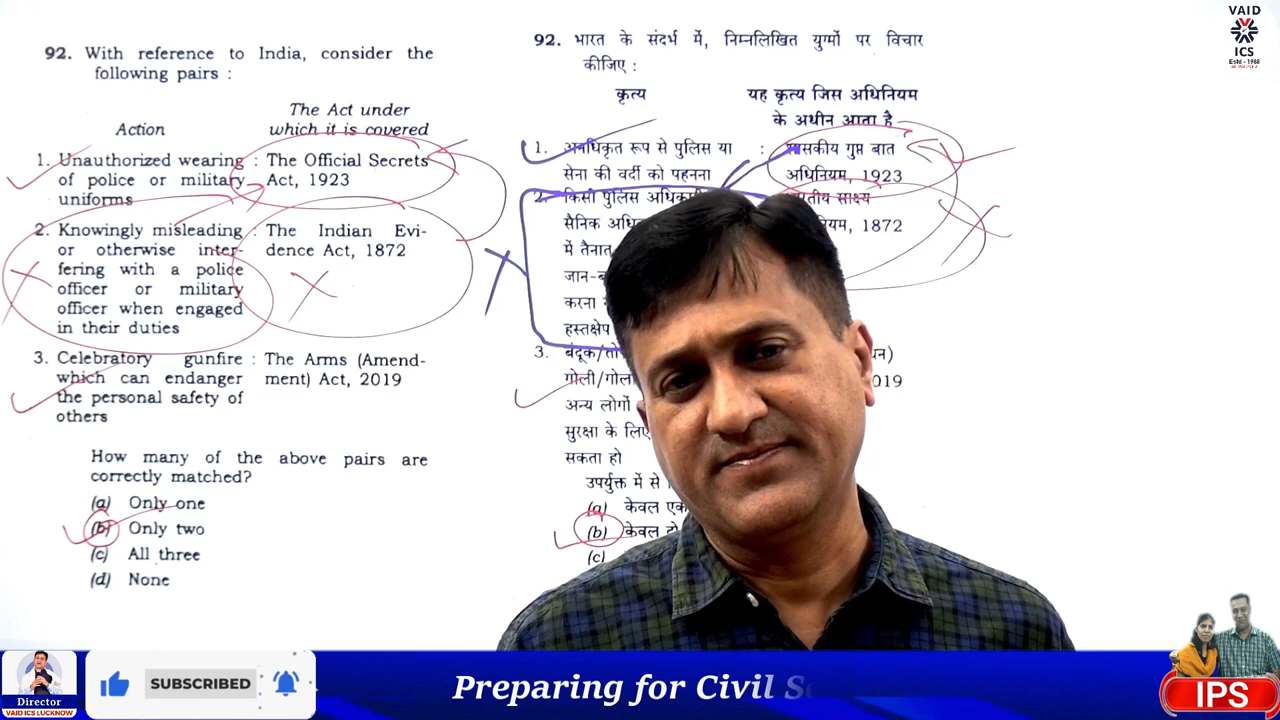 92. With reference to India, consider the
following pairs :
Action
The Act under
which it is covered
1. Unauthorized wearing : The Official Secrets
of police or military Act, 1923
uniforms
2. Knowingly misleading : The Indian Evi-
or otherwise inter- dence Act, 1872
fering with a police
officer or military
officer when engaged
in their duties
3. Celebratory gunfire : The Arms (Amend-
which can endanger ment) Act, 2019
the personal safety of
others
How many of the above pairs are
correctly matched?
(a) Only one
(b) Only two
(c) All three
(d) None
92. भारत के संदर्भ में, निम्नलिखित युग्मों पर विचार
कीजिए :
कृत्य
यह कृत्य जिस अधिनियम
के अधीन आता है
1. अनधिकृत रूप से पुलिस या : शासकीय गुप्त बात
सेना की वर्दी को पहनना अधिनियम, 1923
2. किसी पुलिस साक्ष्य
सैनिक 1872
में तैनात
करना
हस्तक्षेप
3.
गोली/गोला 019
अन्य लोगों
सुरक्षा के लिए
सकता हो
उपर्युक्त में से
(a) केवल एक
(b) केवल दो
(c)
VAID
ICS
Estd - 1988
Director
VAID ICS LUCKNOW
SUBSCRIBED
Preparing for Civil S
IPS